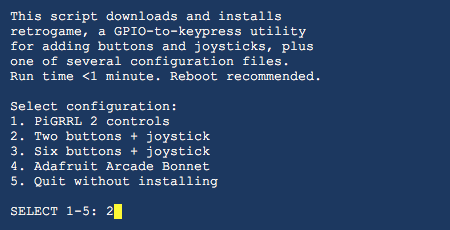 This script downloads and installs
retrogame, a GPIO-to-keypress utility
for adding buttons and joysticks, plus
one of several configuration files.
Run time <1 minute. Reboot recommended.
Select configuration:
1. PiGRRL 2 controls
2. Two buttons + joystick
3. Six buttons + joystick
4. Adafruit Arcade Bonnet
5. Quit without installing
SELECT 1-5: 2